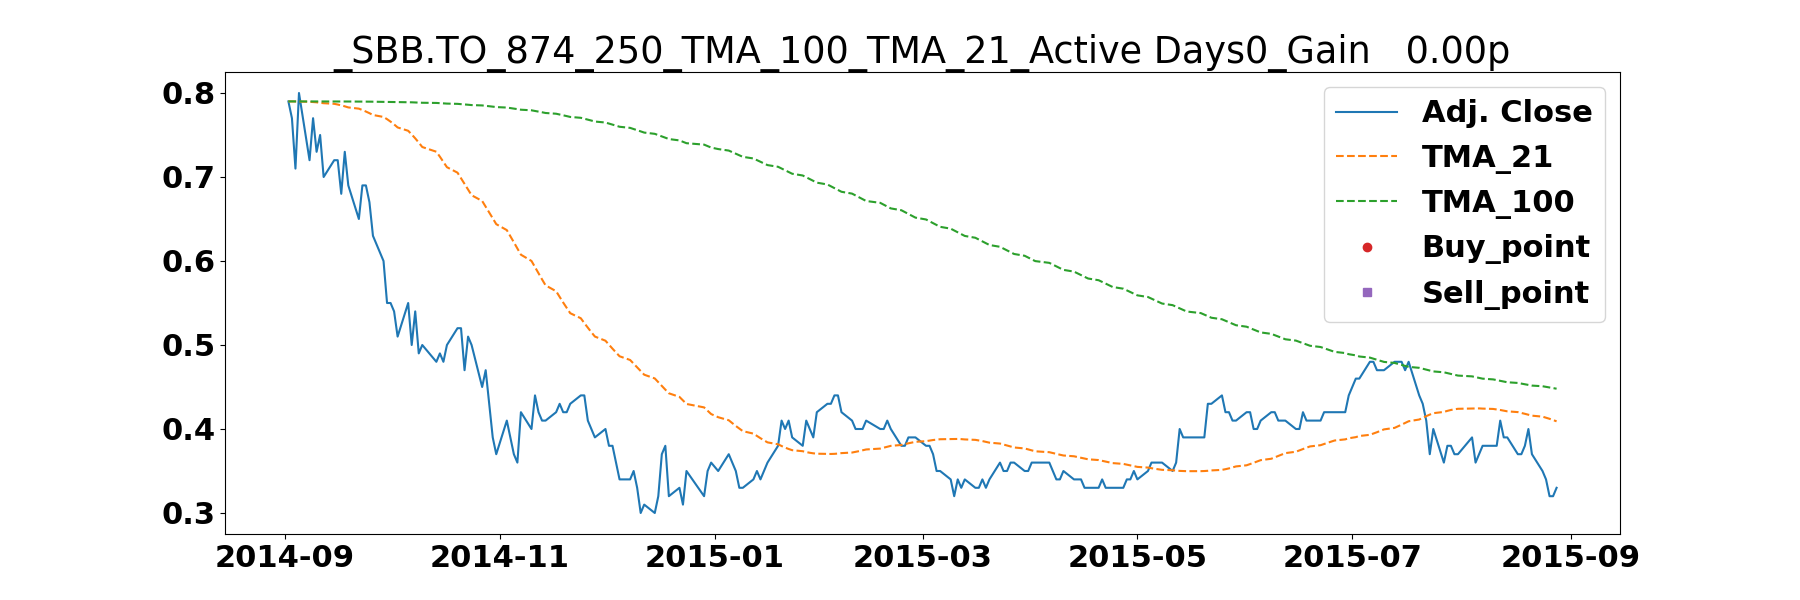 _SBB.TO_874_250_TMA_100_TMA_21_Active Days0_Gain   0.00p
0.8
0.7
0.6
0.5
0.4
0.3
2014-09 2014-11 2015-01 2015-03 2015-05 2015-07 2015-09
Adj. Close
TMA_21
TMA_100
Buy_point
Sell_point